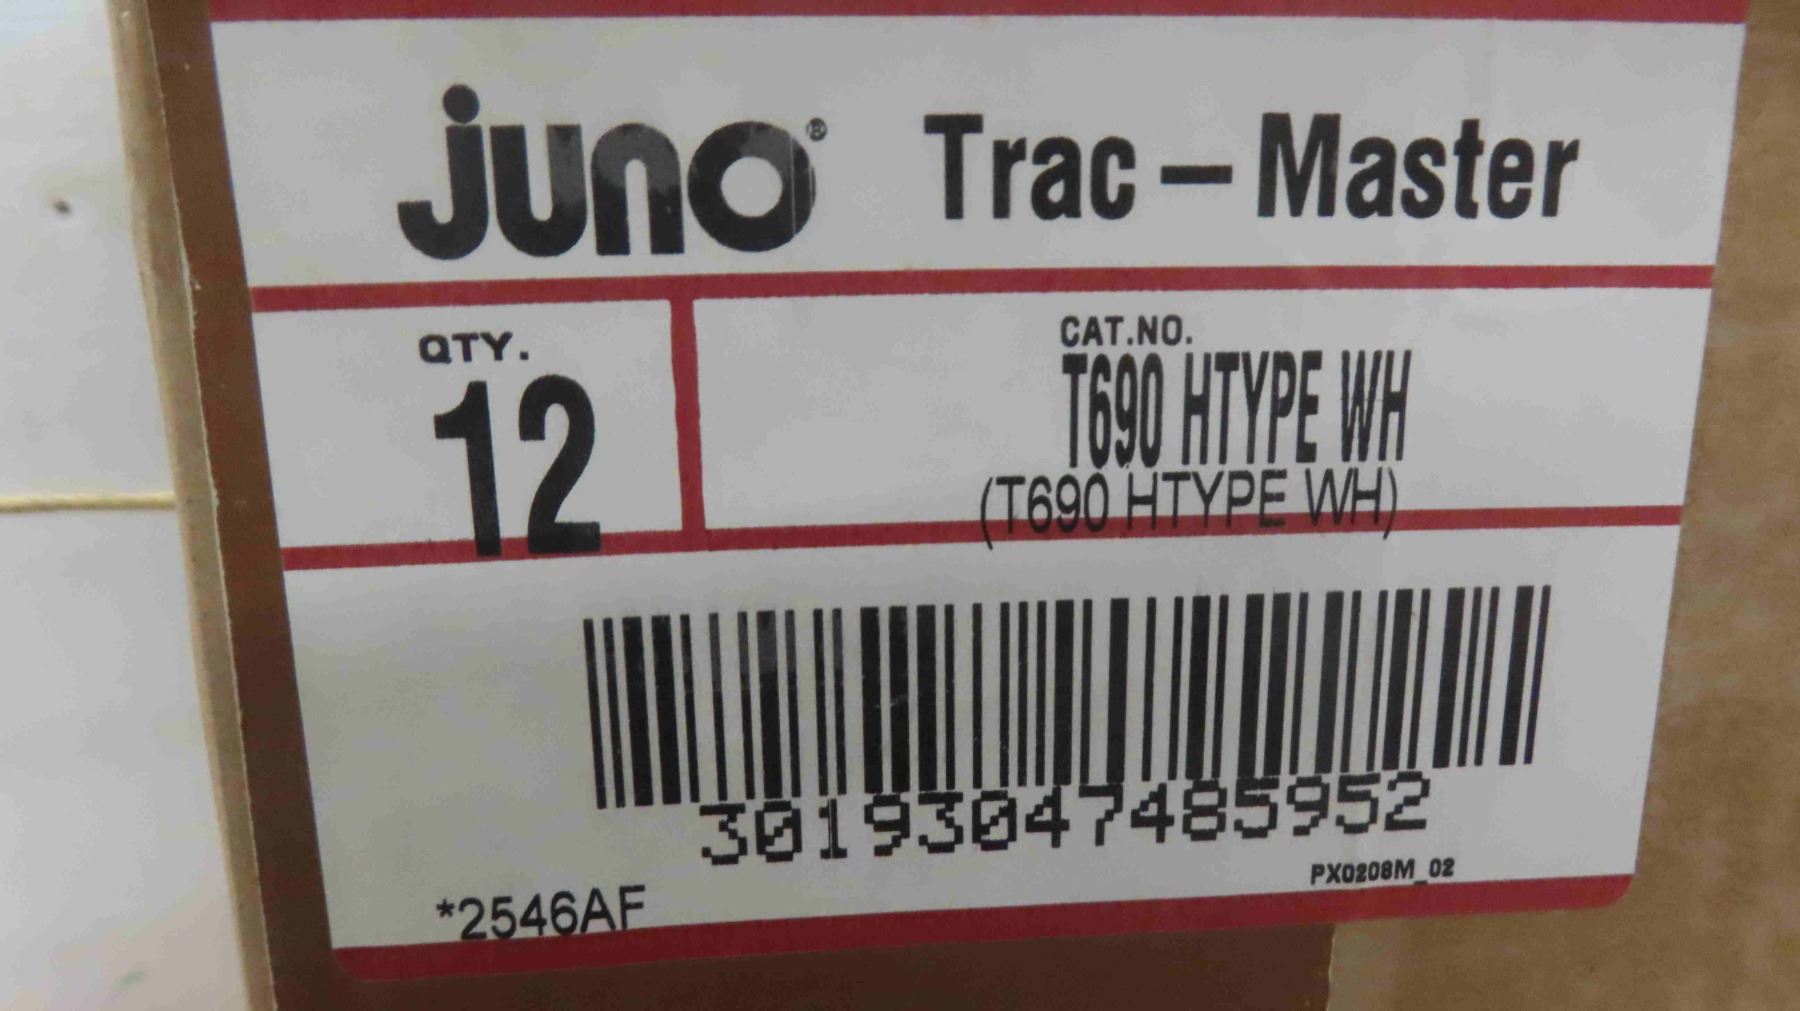 juno® Trac-Master
QTY.
12
CAT.NO.
T690 HTYPE WH
(T690 HTYPE WH)
30193047485952
PX0208M_02
*2546AF